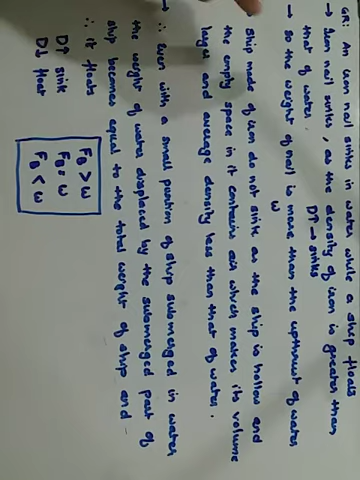 GR: An iron nail sinks in water while a ship floats
→ Iron nail sinks, as the density of iron is greater than
that of water D↑ → sinks
→ so the weight of nail is more than the upthrust of water
W
→ ship made of iron do not sink as the ship is hollow and
the empty space in it contains air which makes its volume
large and average density less than that of water.
→ ∴ Even with a small portion of ship submerged in water
the weight of water displaced by the submerged part of
ship becomes equal to the total weight of ship and
∴ it floats
D↑ sink
D↓ float
FB > W
FB = W
FB < W